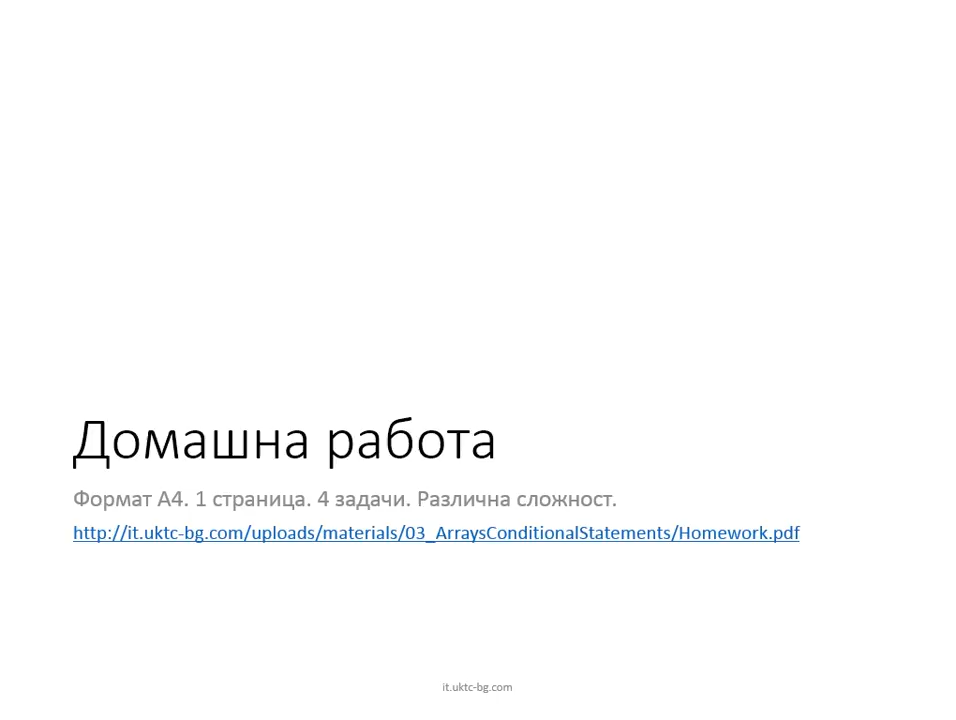 Домашна работа
Формат А4. 1 страница. 4 задачи. Различна сложност.
http://it.uktc-bg.com/uploads/materials/03_ArraysConditionalStatements/Homework.pdf
it.uktc-bg.com